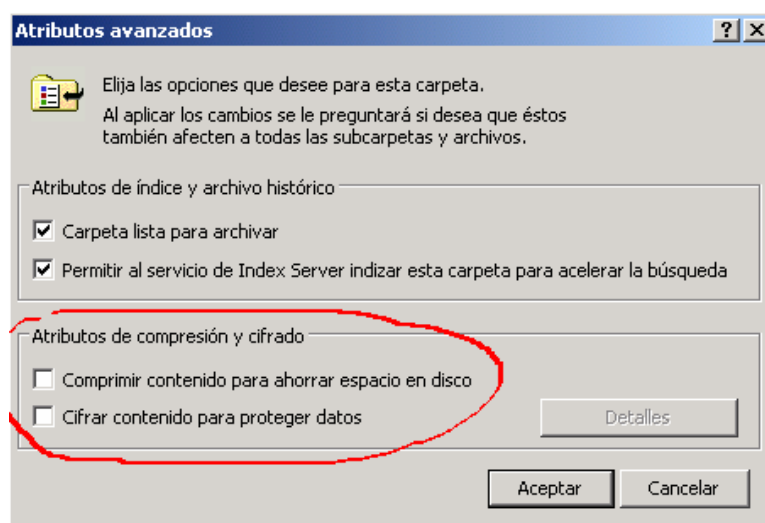 Atributos avanzados
Elija las opciones que desee para esta carpeta.
Al aplicar los cambios se le preguntará si desea que éstos
también afecten a todas las subcarpetas y archivos.
Atributos de índice y archivo histórico
Carpeta lista para archivar
Permitir al servicio de Index Server indizar esta carpeta para acelerar la búsqueda
Atributos de compresión y cifrado
Comprimir contenido para ahorrar espacio en disco
Cifrar contenido para proteger datos
Detalles
Aceptar Cancelar